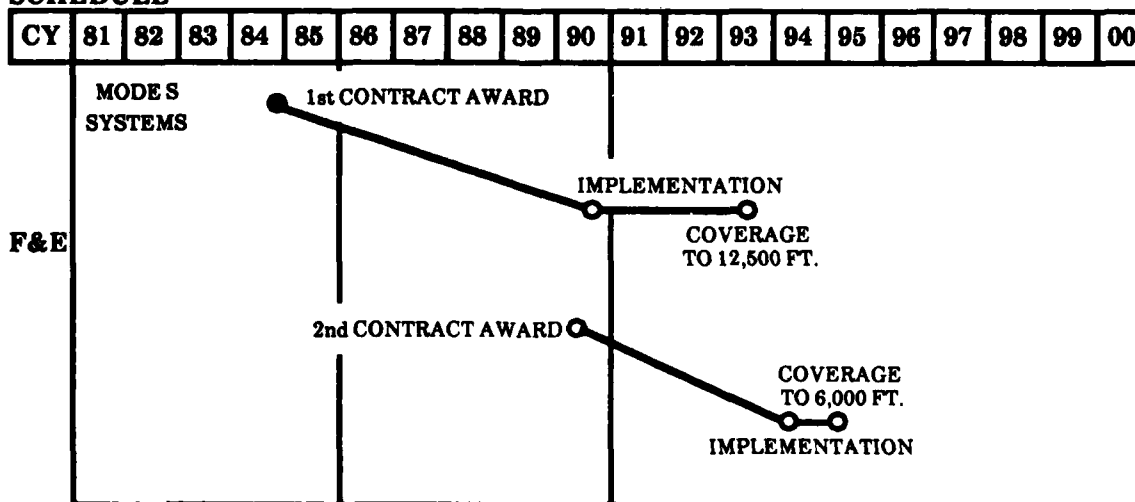 CY 81 82 83 84 85 86 87 88 89 90 91 92 93 94 95 96 97 98 99 00
MODE S
SYSTEMS
1st CONTRACT AWARD
IMPLEMENTATION
COVERAGE
TO 12,500 FT.
F&E
2nd CONTRACT AWARD
COVERAGE
TO 6,000 FT.
IMPLEMENTATION